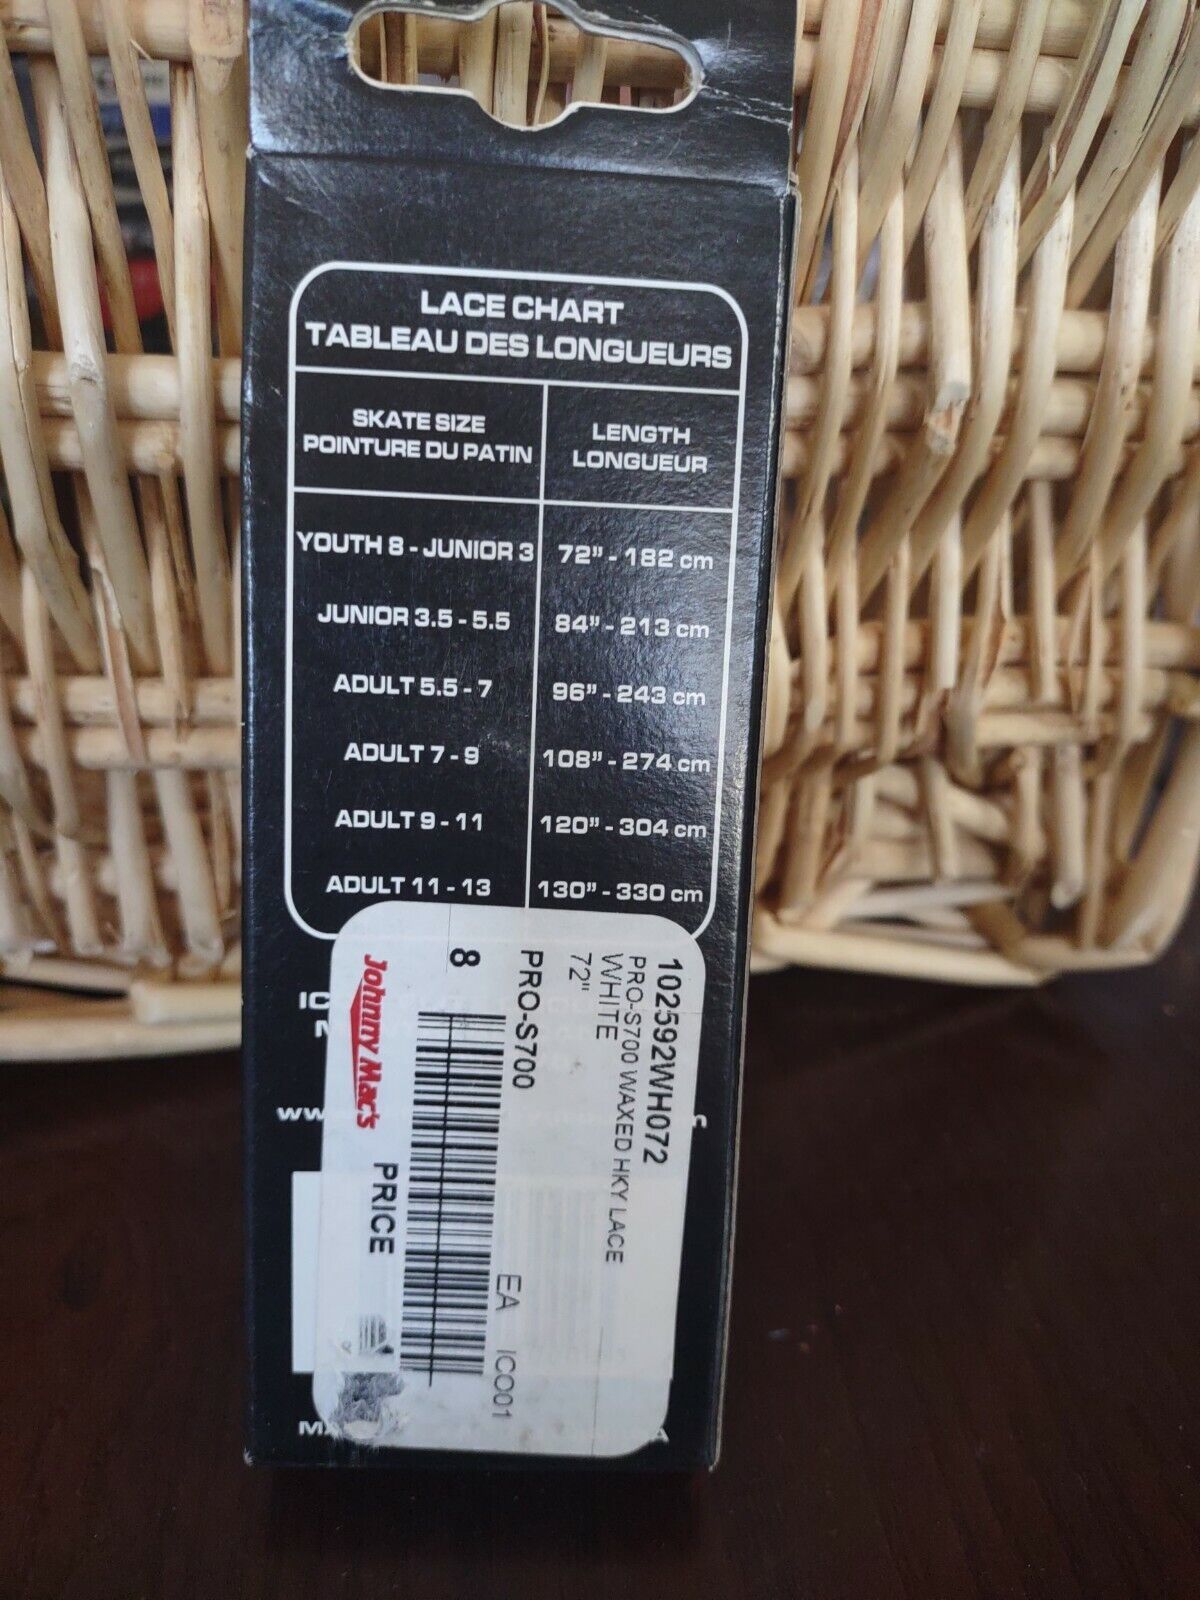 LACE CHART
TABLEAU DES LONGUEURS
SKATE SIZE
POINTURE DU PATIN
LENGTH
LONGUEUR
YOUTH 8 - JUNIOR 3 72" - 182 cm
JUNIOR 3.5 - 5.5 84" - 213 cm
ADULT 5.5 - 7 96" - 243 cm
ADULT 7 - 9 108" - 274 cm
ADULT 9 - 11 120" - 304 cm
ADULT 11 - 13 130" - 330 cm
102592WH072
PRO-S700 WAXED HKY LACE
WHITE
72"
PRO-S700
EA ICO01
8
Johnny Mac's
PRICE